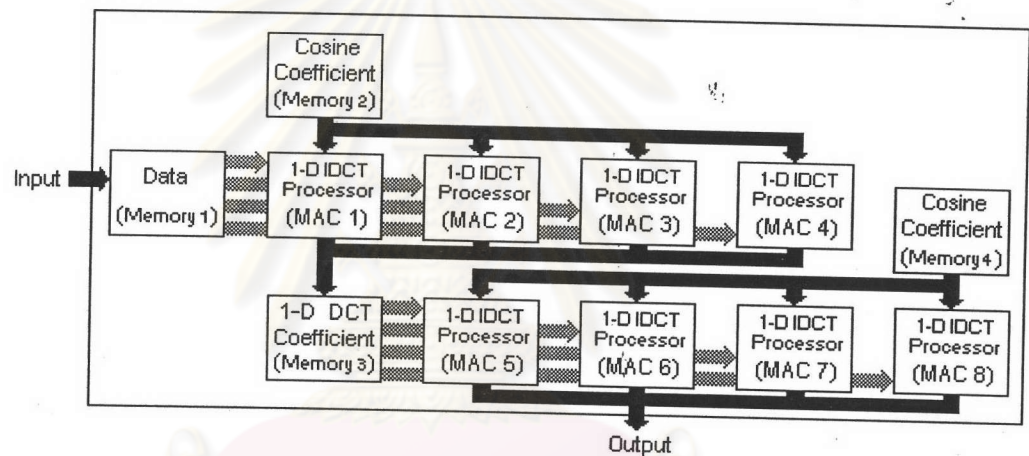 Cosine
Coefficient
(Memory 2)
Input
Data
(Memory 1)
1-D IDCT
Processor
(MAC 1)
1-D IDCT
Processor
(MAC 2)
1-D IDCT
Processor
(MAC 3)
1-D IDCT
Processor
(MAC 4)
Cosine
Coefficient
(Memory 4)
1-D DCT
Coefficient
(Memory 3)
1-D IDCT
Processor
(MAC 5)
1-D IDCT
Processor
(MAC 6)
1-D IDCT
Processor
(MAC 7)
1-D IDCT
Processor
(MAC 8)
Output